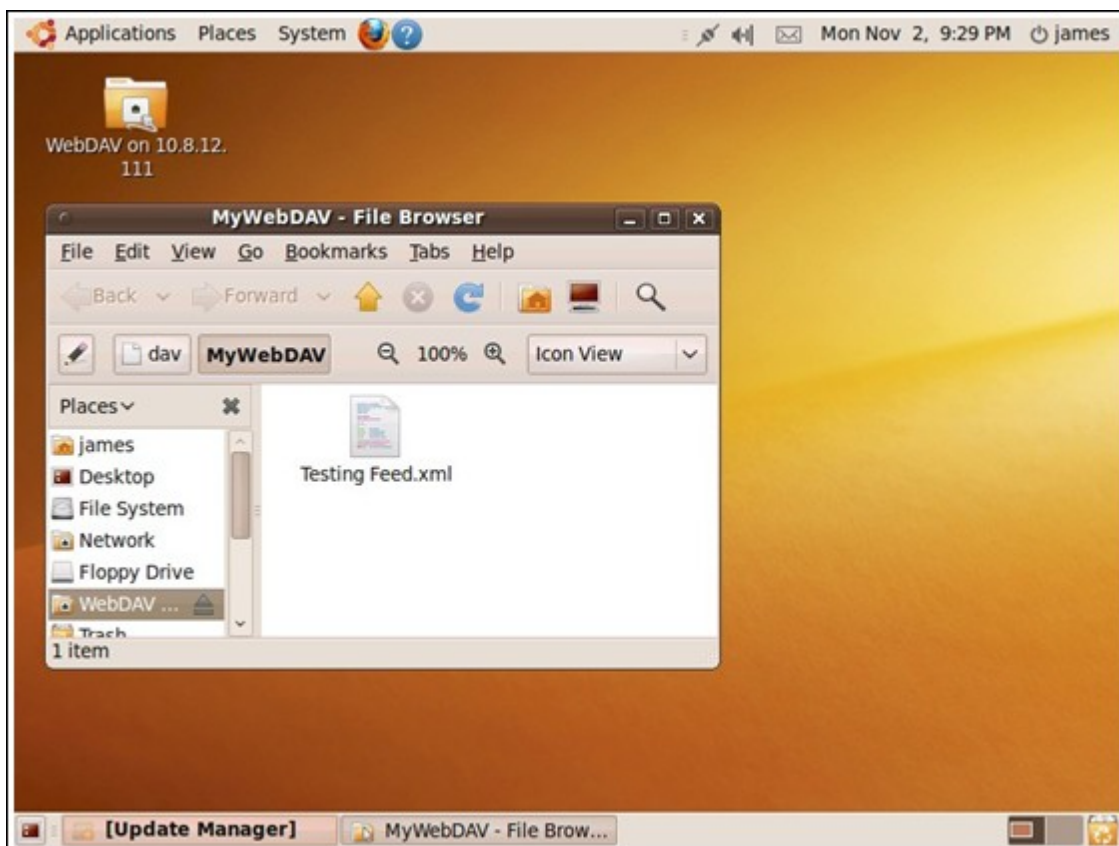 Applications Places System Mon Nov 2, 9:29 PM james
WebDAV on 10.8.12.
111
MyWebDAV - File Browser
File Edit View Go Bookmarks Tabs Help
Back Forward
dav MyWebDAV 100% Icon View
Places
james
Desktop
File System
Network
Floppy Drive
WebDAV ...
Trash
Testing Feed.xml
1 item
[Update Manager] MyWebDAV - File Brow...